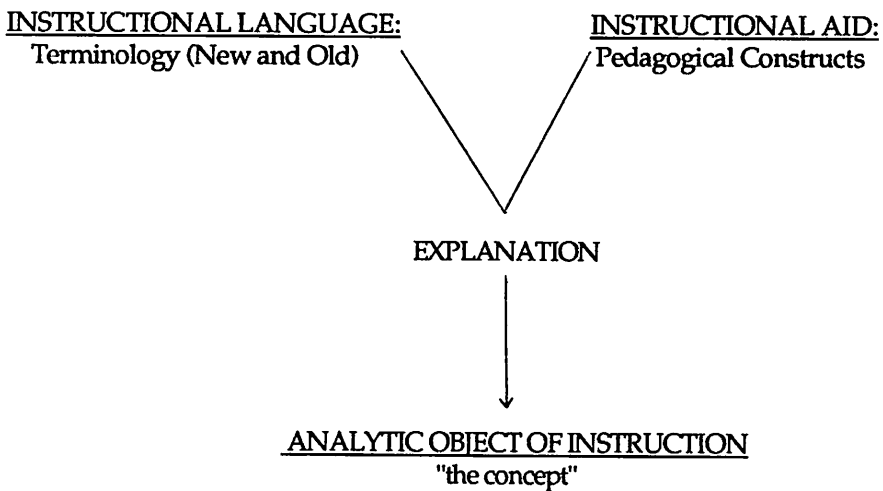 INSTRUCTIONAL LANGUAGE:
Terminology (New and Old)
INSTRUCTIONAL AID:
Pedagogical Constructs
EXPLANATION
ANALYTIC OBJECT OF INSTRUCTION
"the concept"